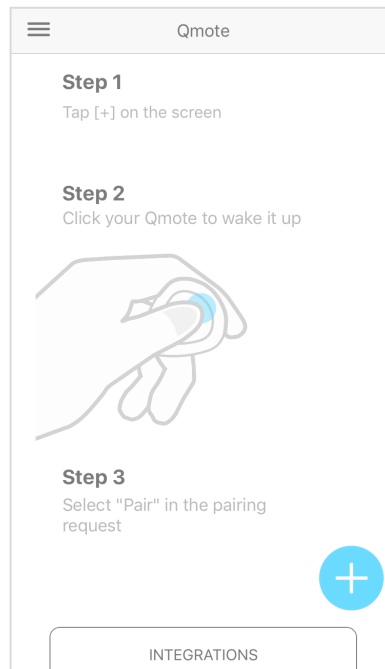 Qmote
Step 1
Tap [+] on the screen
Step 2
Click your Qmote to wake it up
Step 3
Select "Pair" in the pairing
request
INTEGRATIONS